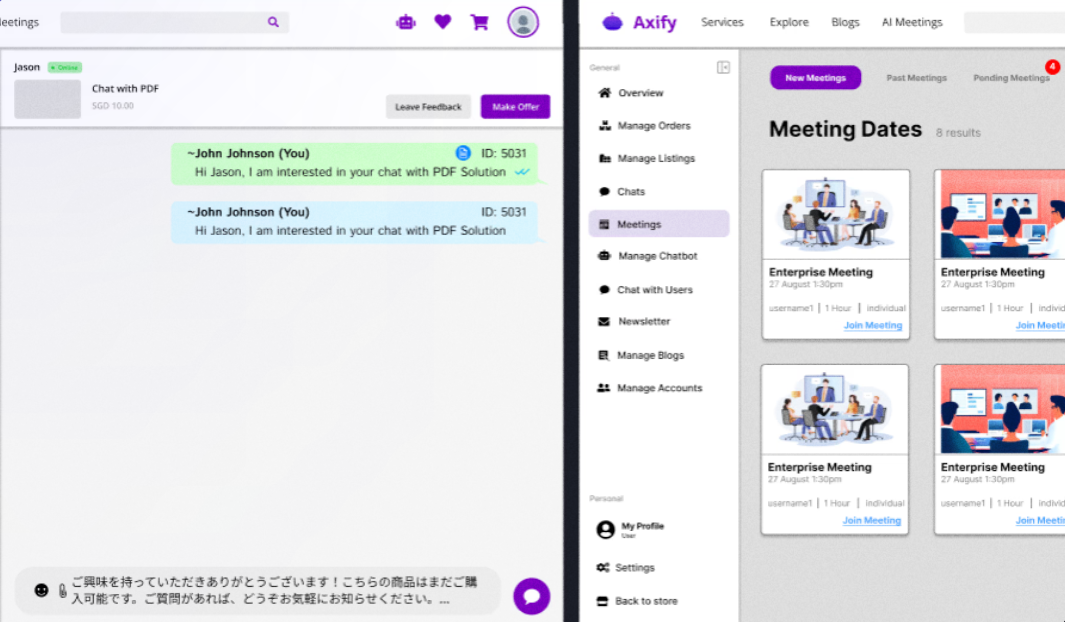 eetings
Jason
Online
Chat with PDF
SGD 10.00
Leave Feedback
Make Offer
~John Johnson (You) ID: 5031
Hi Jason, I am interested in your chat with PDF Solution
~John Johnson (You) ID: 5031
Hi Jason, I am interested in your chat with PDF Solution
ご興味を持っていただきありがとうございます！こちらの商品はまだご購
入可能です。ご質問があれば、どうぞお気軽にお知らせください。...
Axify Services Explore Blogs AI Meetings
General
Overview
Manage Orders
Manage Listings
Chats
Meetings
Manage Chatbot
Chat with Users
Newsletter
Manage Blogs
Manage Accounts
Personal
My Profile
User
Settings
Back to store
New Meetings Past Meetings Pending Meetings 4
Meeting Dates 8 results
Enterprise Meeting
27 August 1:30pm
username1 | 1 Hour | individual
Join Meeting
Enterprise Meeting
27 August 1:30pm
username1 | 1 Hour | individ
Join Meeti
Enterprise Meeting
27 August 1:30pm
username1 | 1 Hour | individual
Join Meeting
Enterprise Meeting
27 August 1:30pm
username1 | 1 Hour | individ
Join Meeti